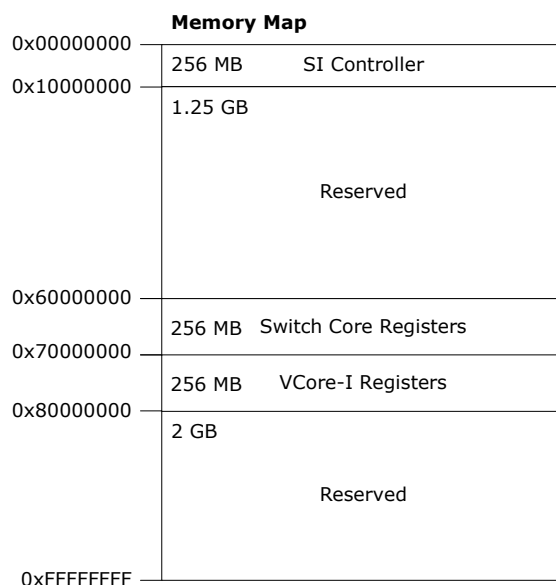 Memory Map
0x00000000
256 MB SI Controller
0x10000000
1.25 GB
Reserved
0x60000000
256 MB Switch Core Registers
0x70000000
256 MB VCore-I Registers
0x80000000
2 GB
Reserved
0xFFFFFFFF